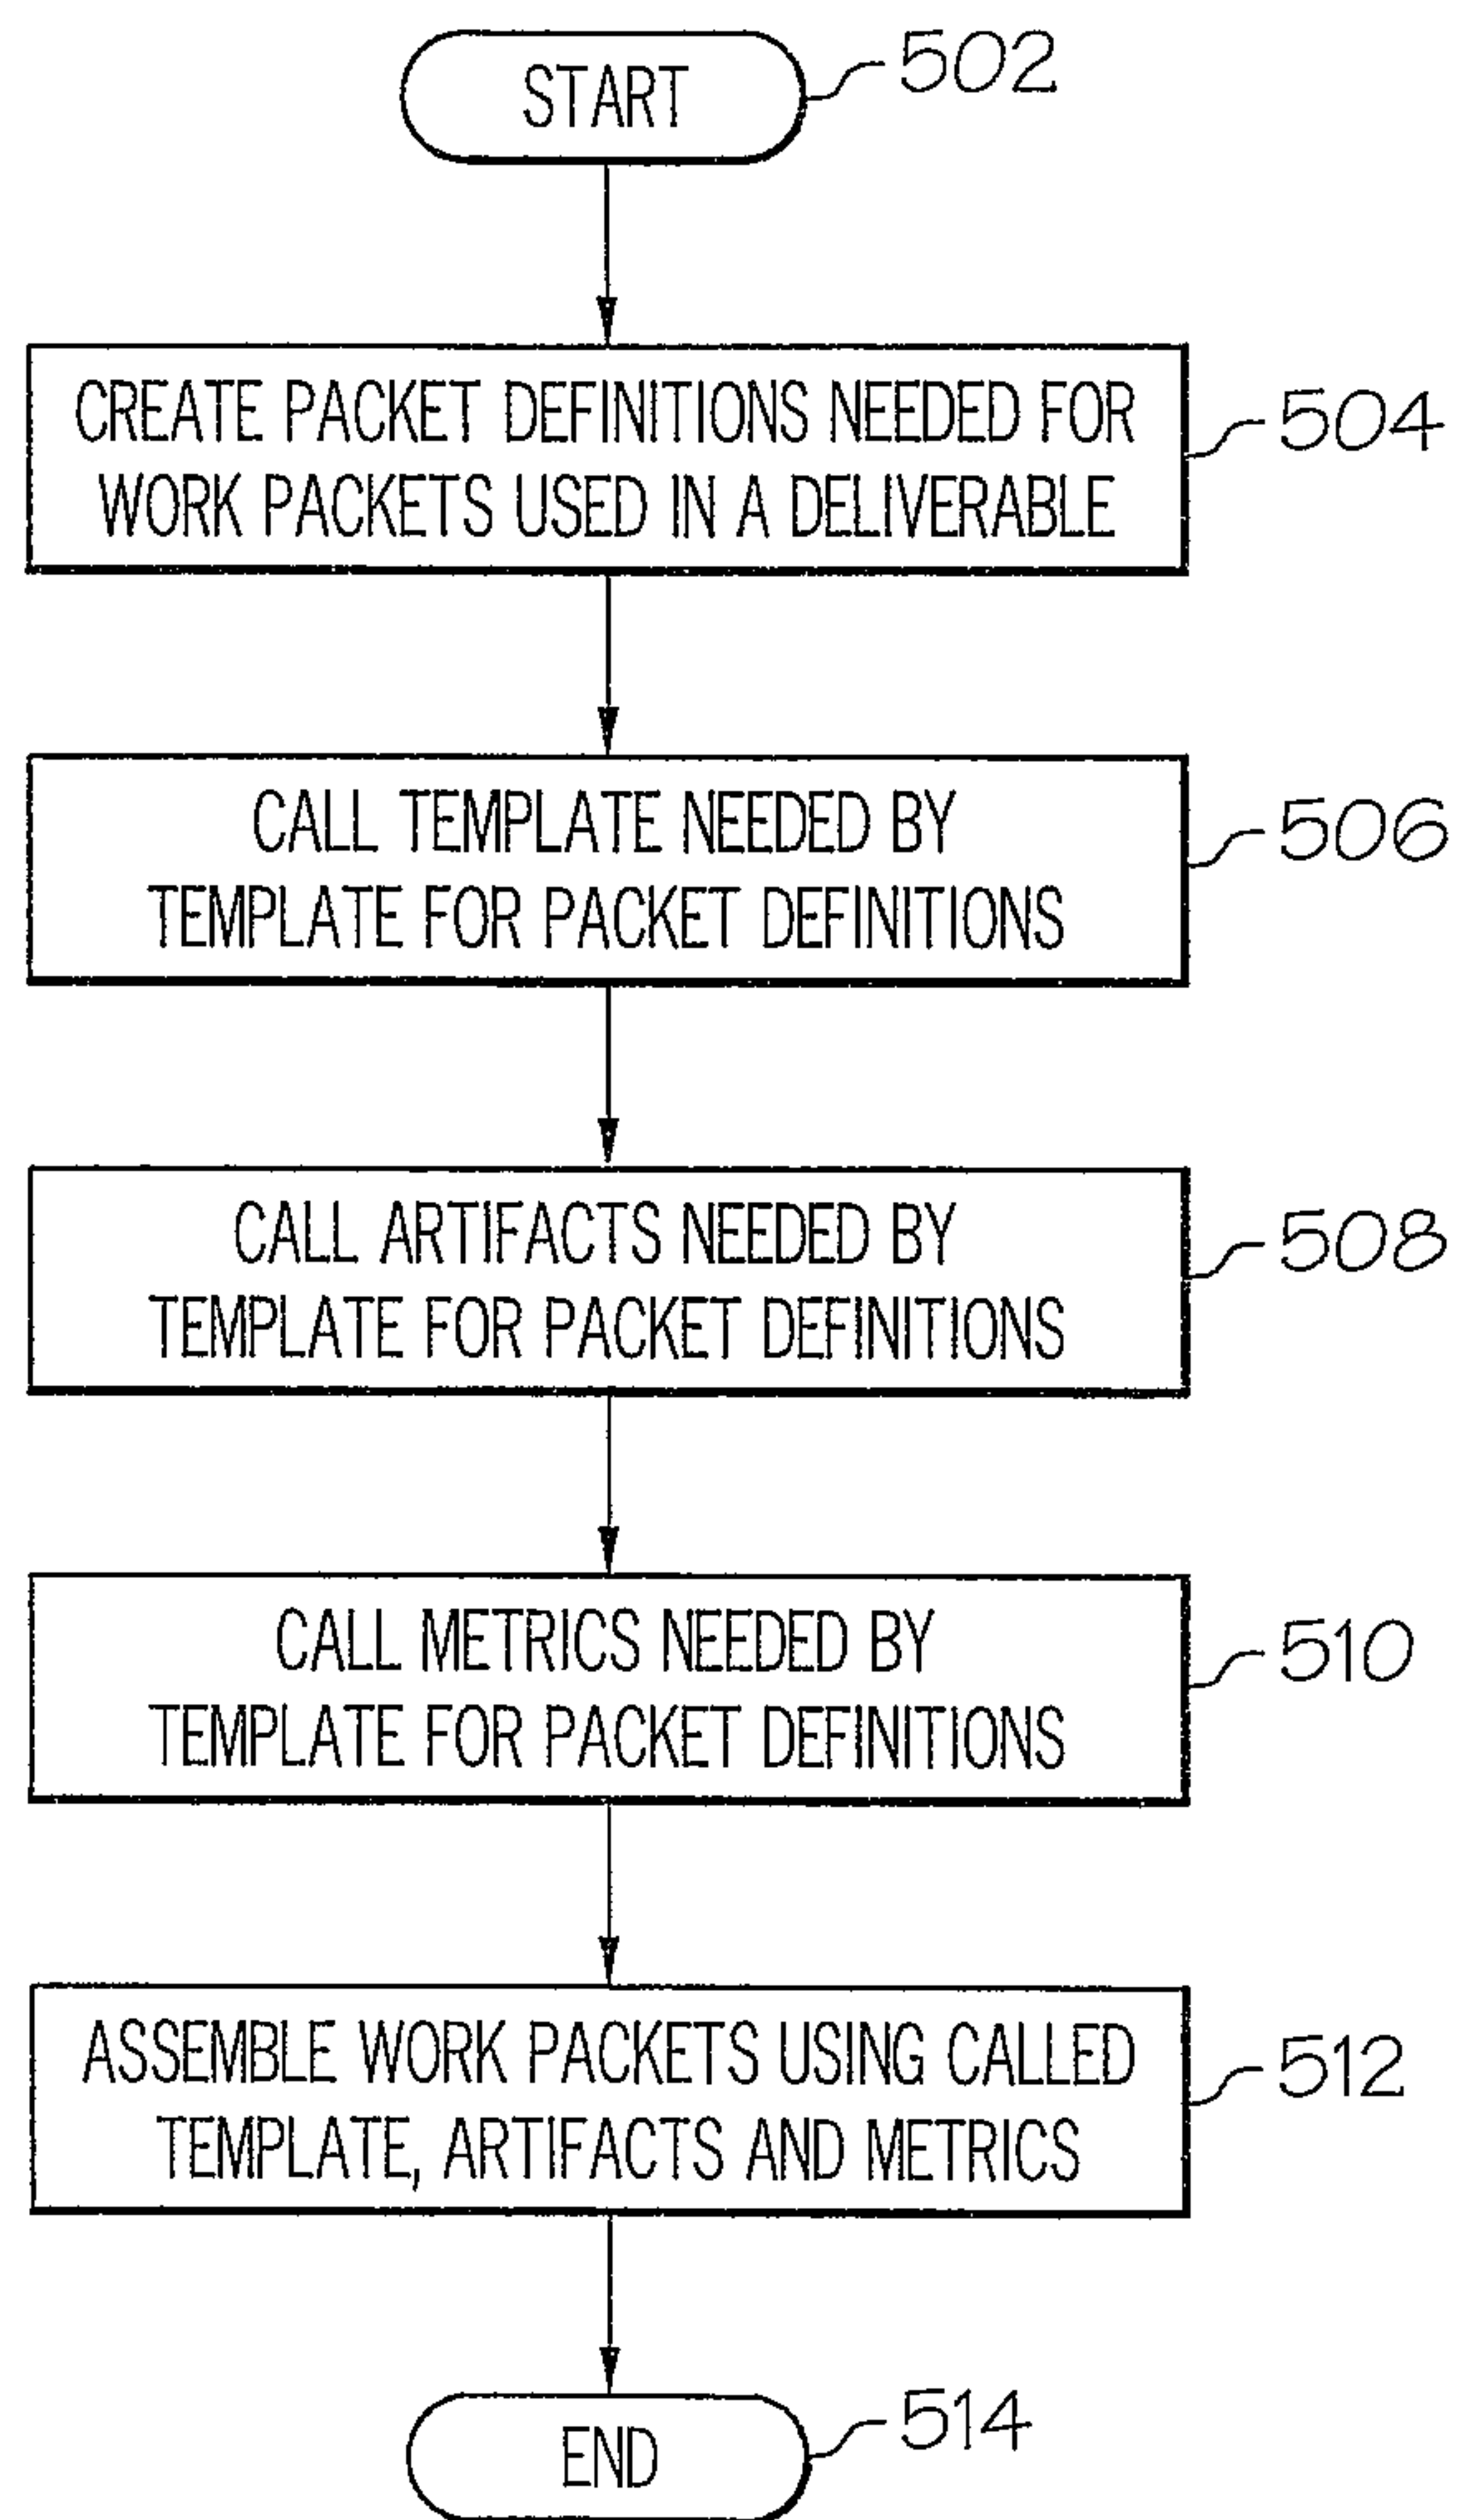 START
502
CREATE PACKET DEFINITIONS NEEDED FOR
WORK PACKETS USED IN A DELIVERABLE
504
CALL TEMPLATE NEEDED BY
TEMPLATE FOR PACKET DEFINITIONS
506
CALL ARTIFACTS NEEDED BY
TEMPLATE FOR PACKET DEFINITIONS
508
CALL METRICS NEEDED BY
TEMPLATE FOR PACKET DEFINITIONS
510
ASSEMBLE WORK PACKETS USING CALLED
TEMPLATE, ARTIFACTS AND METRICS
512
END
514